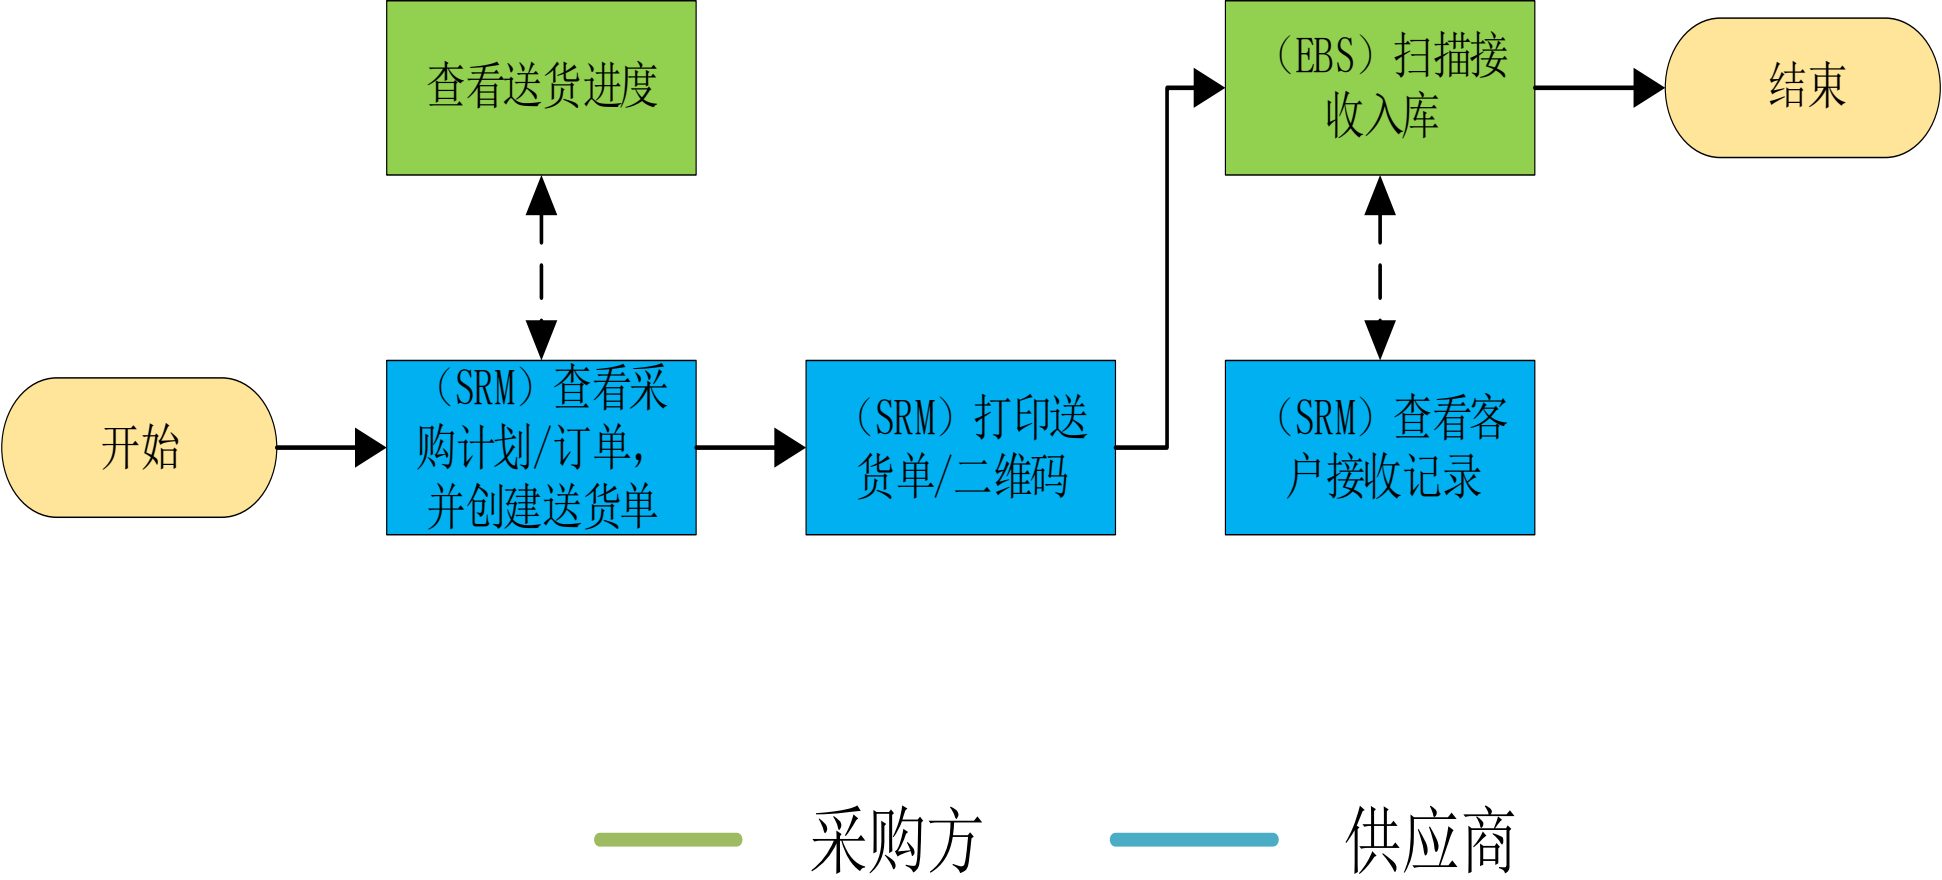 查看送货进度
（EBS）扫描接
收入库
结束
开始
（SRM）查看采
购计划/订单，
并创建送货单
（SRM）打印送
货单/二维码
（SRM）查看客
户接收记录
采购方
供应商